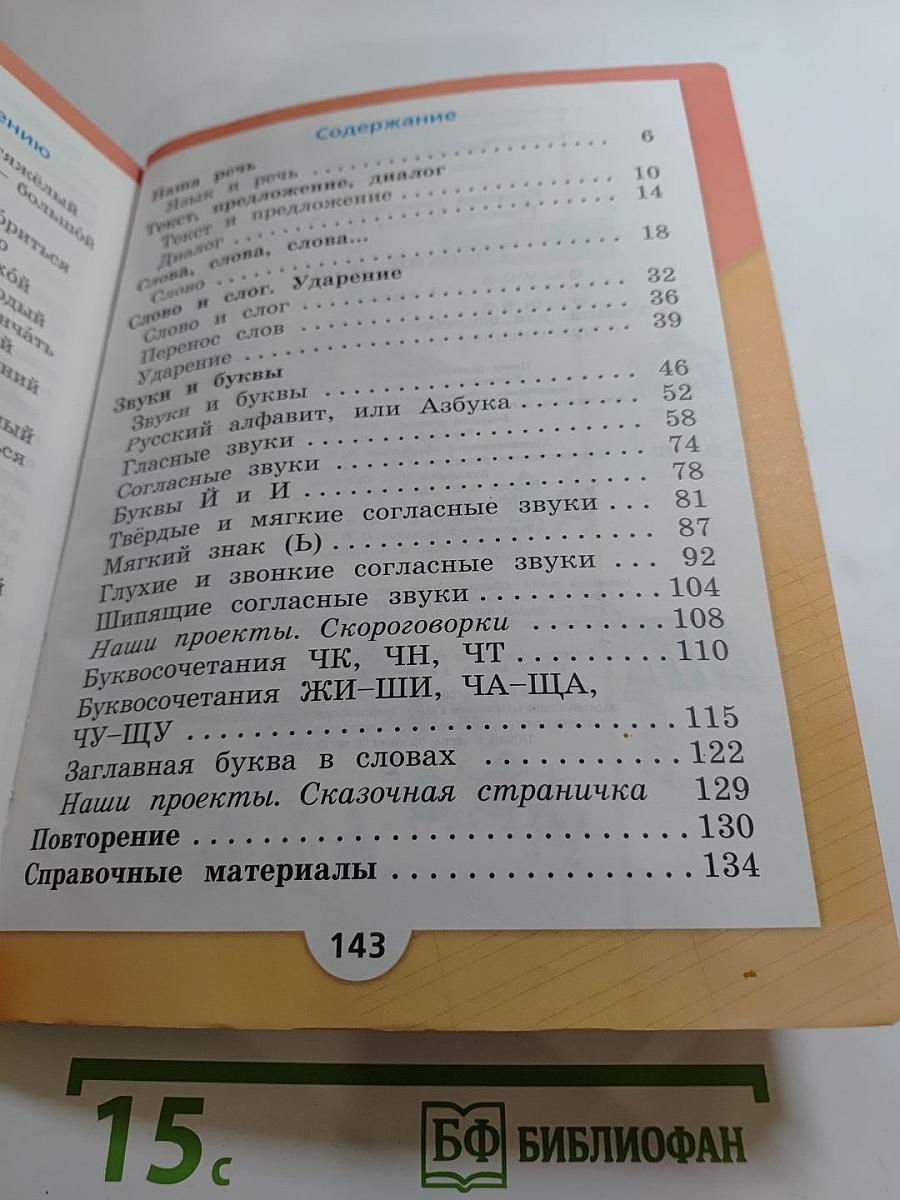 ению
тяжёлый
– большо́й
Содержание
Наша речь
Язык и речь . . . . . . . . . . . . . . . . . . . . . . . . 6
Текст, предложение, диалог
Текст и предложение . . . . . . . . . . . . . . . . 10
Диалог . . . . . . . . . . . . . . . . . . . . . . . . . . . . 14
Слова, слова, слова...
Слово . . . . . . . . . . . . . . . . . . . . . . . . . . . . . 18
Слово и слог. Ударение
Слово и слог . . . . . . . . . . . . . . . . . . . . . . . 32
Перенос слов . . . . . . . . . . . . . . . . . . . . . . . 36
Ударение . . . . . . . . . . . . . . . . . . . . . . . . . . 39
Звуки и буквы
Звуки и буквы . . . . . . . . . . . . . . . . . . . . . . 46
Русский алфавит, или Азбука . . . . . . . . 52
Гласные звуки . . . . . . . . . . . . . . . . . . . . . . 58
Согласные звуки . . . . . . . . . . . . . . . . . . . . 74
Буквы Й и И . . . . . . . . . . . . . . . . . . . . . . . 78
Твёрдые и мягкие согласные звуки . . . 81
Мягкий знак (Ь) . . . . . . . . . . . . . . . . . . . . 87
Глухие и звонкие согласные звуки . . . 92
Шипящие согласные звуки . . . . . . . . . . . 104
Наши проекты. Скороговорки . . . . . . . . 108
Буквосочетания ЧК, ЧН, ЧТ . . . . . . . . . 110
Буквосочетания ЖИ–ШИ, ЧА–ЩА,
ЧУ–ЩУ . . . . . . . . . . . . . . . . . . . . . . . . . . . . 115
Заглавная буква в словах . . . . . . . . . . . 122
Наши проекты. Сказочная страничка 129
Повторение . . . . . . . . . . . . . . . . . . . . . . . . . . 130
Справочные материалы . . . . . . . . . . . . . . . . 134
143
15 с
БФ БИБЛИОФАН